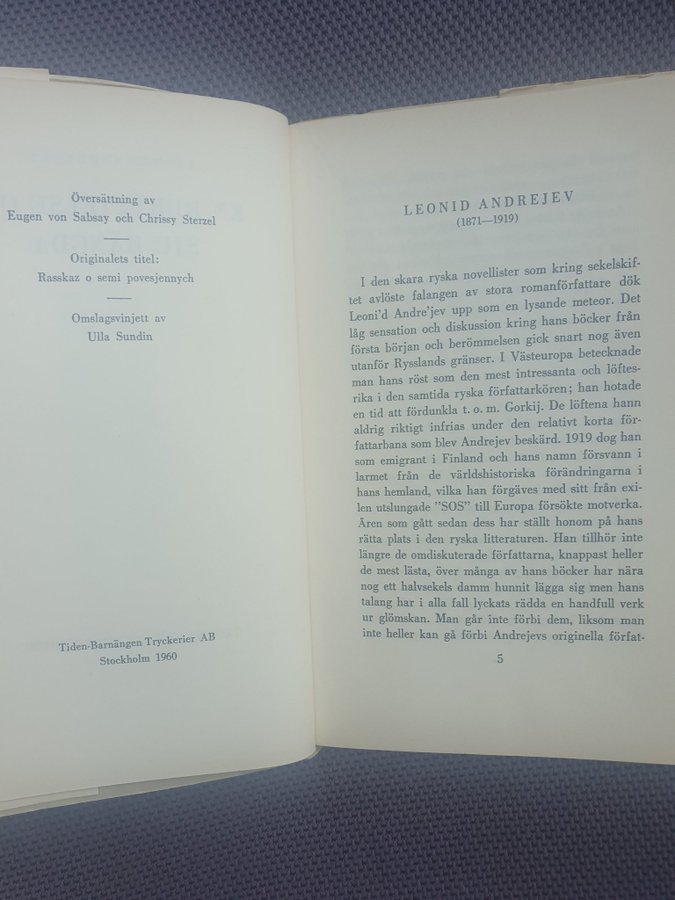 Översättning av
Eugen von Sabsay och Chrissy Sterzel
Originalets titel:
Rasskaz o semi povesjennych
Omslagsvinjett av
Ulla Sundin
Tiden-Barnängen Tryckerier AB
Stockholm 1960
LEONID ANDREJEV
(1871—1919)
I den skara ryska novellister som kring sekelskif-
tet avlöste falangen av stora romanförfattare dök
Leoni'd Andre'jev upp som en lysande meteor. Det
låg sensation och diskussion kring hans böcker från
första början och berömmelsen gick snart nog även
utanför Rysslands gränser. I Västeuropa betecknade
man hans röst som den mest intressanta och löftes-
rika i den samtida ryska författarkören; han hotade
en tid att fördunkla t. o. m. Gorkij. De löftena hann
aldrig riktigt infrias under den relativt korta för-
fattarbana som blev Andrejev beskärd. 1919 dog han
som emigrant i Finland och hans namn försvann i
larmet från de världshistoriska förändringarna i
hans hemland, vilka han förgäves med sitt från exi-
len utslungade "SOS" till Europa försökte motverka.
Åren som gått sedan dess har ställt honom på hans
rätta plats i den ryska litteraturen. Han tillhör inte
längre de omdiskuterade författarna, knappast heller
de mest lästa, över många av hans böcker har nära
nog ett halvsekels damm hunnit lägga sig men hans
talang har i alla fall lyckats rädda en handfull verk
ur glömskan. Man går inte förbi dem, liksom man
inte heller kan gå förbi Andrejevs originella förfat-
5